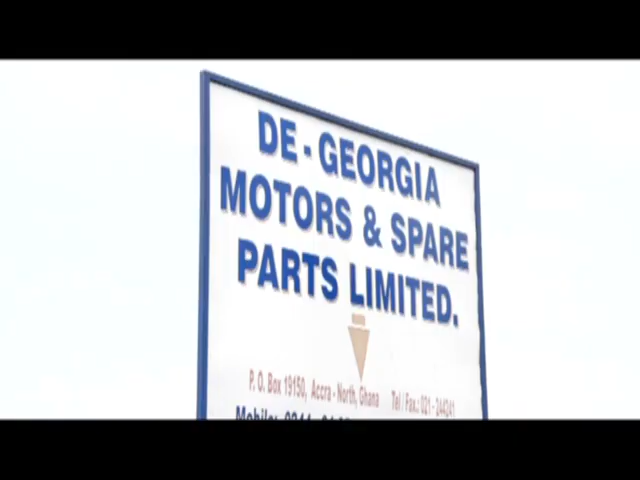 DE - GEORGIA
MOTORS & SPARE
PARTS LIMITED.
P. O. Box 19150, Accra - North, Ghana Tel / Fax.: 021 - 244241
Mobile: